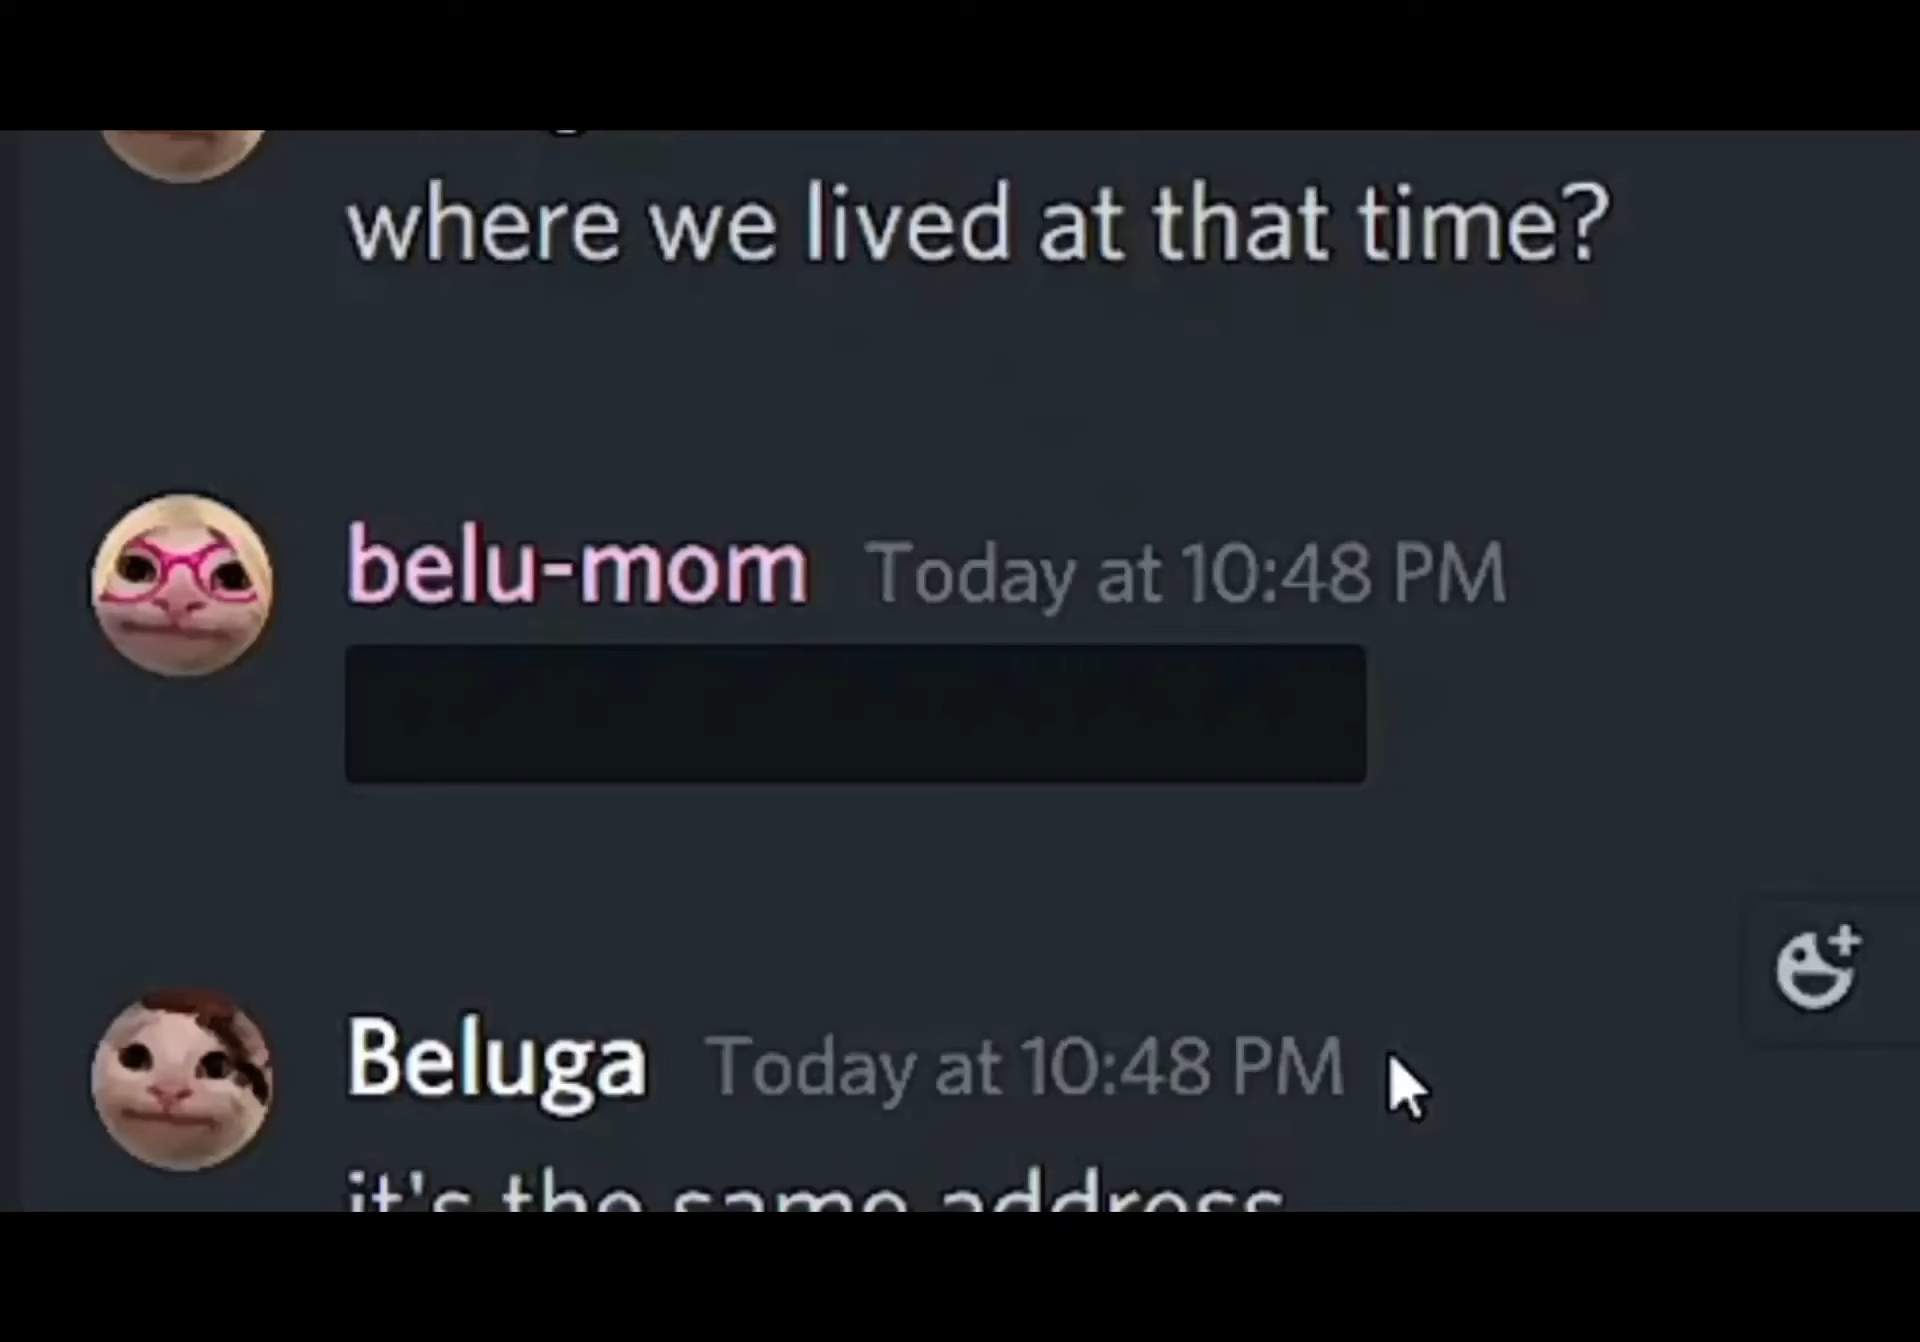 where we lived at that time?
belu-mom Today at 10:48 PM
Beluga Today at 10:48 PM
it's the same address